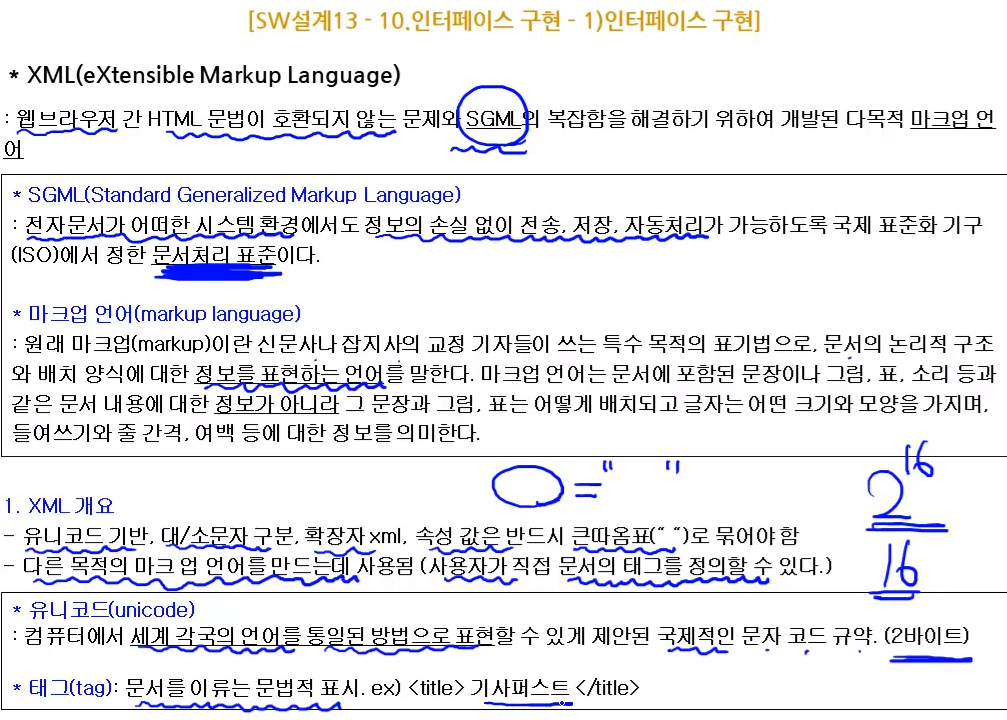 [SW설계13 - 10.인터페이스 구현 - 1)인터페이스 구현]
* XML(eXtensible Markup Language)
: 웹브라우저 간 HTML 문법이 호환되지 않는 문제와 SGML의 복잡함을 해결하기 위하여 개발된 다목적 마크업 언
어
* SGML(Standard Generalized Markup Language)
: 전자문서가 어떠한 시스템 환경에서도 정보의 손실 없이 전송, 저장, 자동처리가 가능하도록 국제 표준화 기구
(ISO)에서 정한 문서처리 표준이다.
* 마크업 언어(markup language)
: 원래 마크업(markup)이란 신문사나 잡지사의 교정 기자들이 쓰는 특수 목적의 표기법으로, 문서의 논리적 구조
와 배치 양식에 대한 정보를 표현하는 언어를 말한다. 마크업 언어는 문서에 포함된 문장이나 그림, 표, 소리 등과
같은 문서 내용에 대한 정보가 아니라 그 문장과 그림, 표는 어떻게 배치되고 글자는 어떤 크기와 모양을 가지며,
들여쓰기와 줄 간격, 여백 등에 대한 정보를 의미한다.
=" "
2^16
1. XML 개요
- 유니코드 기반, 대/소문자 구분, 확장자 xml, 속성 값은 반드시 큰따옴표(“ “)로 묶어야 함
- 다른 목적의 마크 업 언어를 만드는데 사용됨 (사용자가 직접 문서의 태그를 정의할 수 있다.)
16
* 유니코드(unicode)
: 컴퓨터에서 세계 각국의 언어를 통일된 방법으로 표현할 수 있게 제안된 국제적인 문자 코드 규약. (2바이트)
* 태그(tag): 문서를 이류는 문법적 표시. ex) <title> 기사퍼스트 </title>